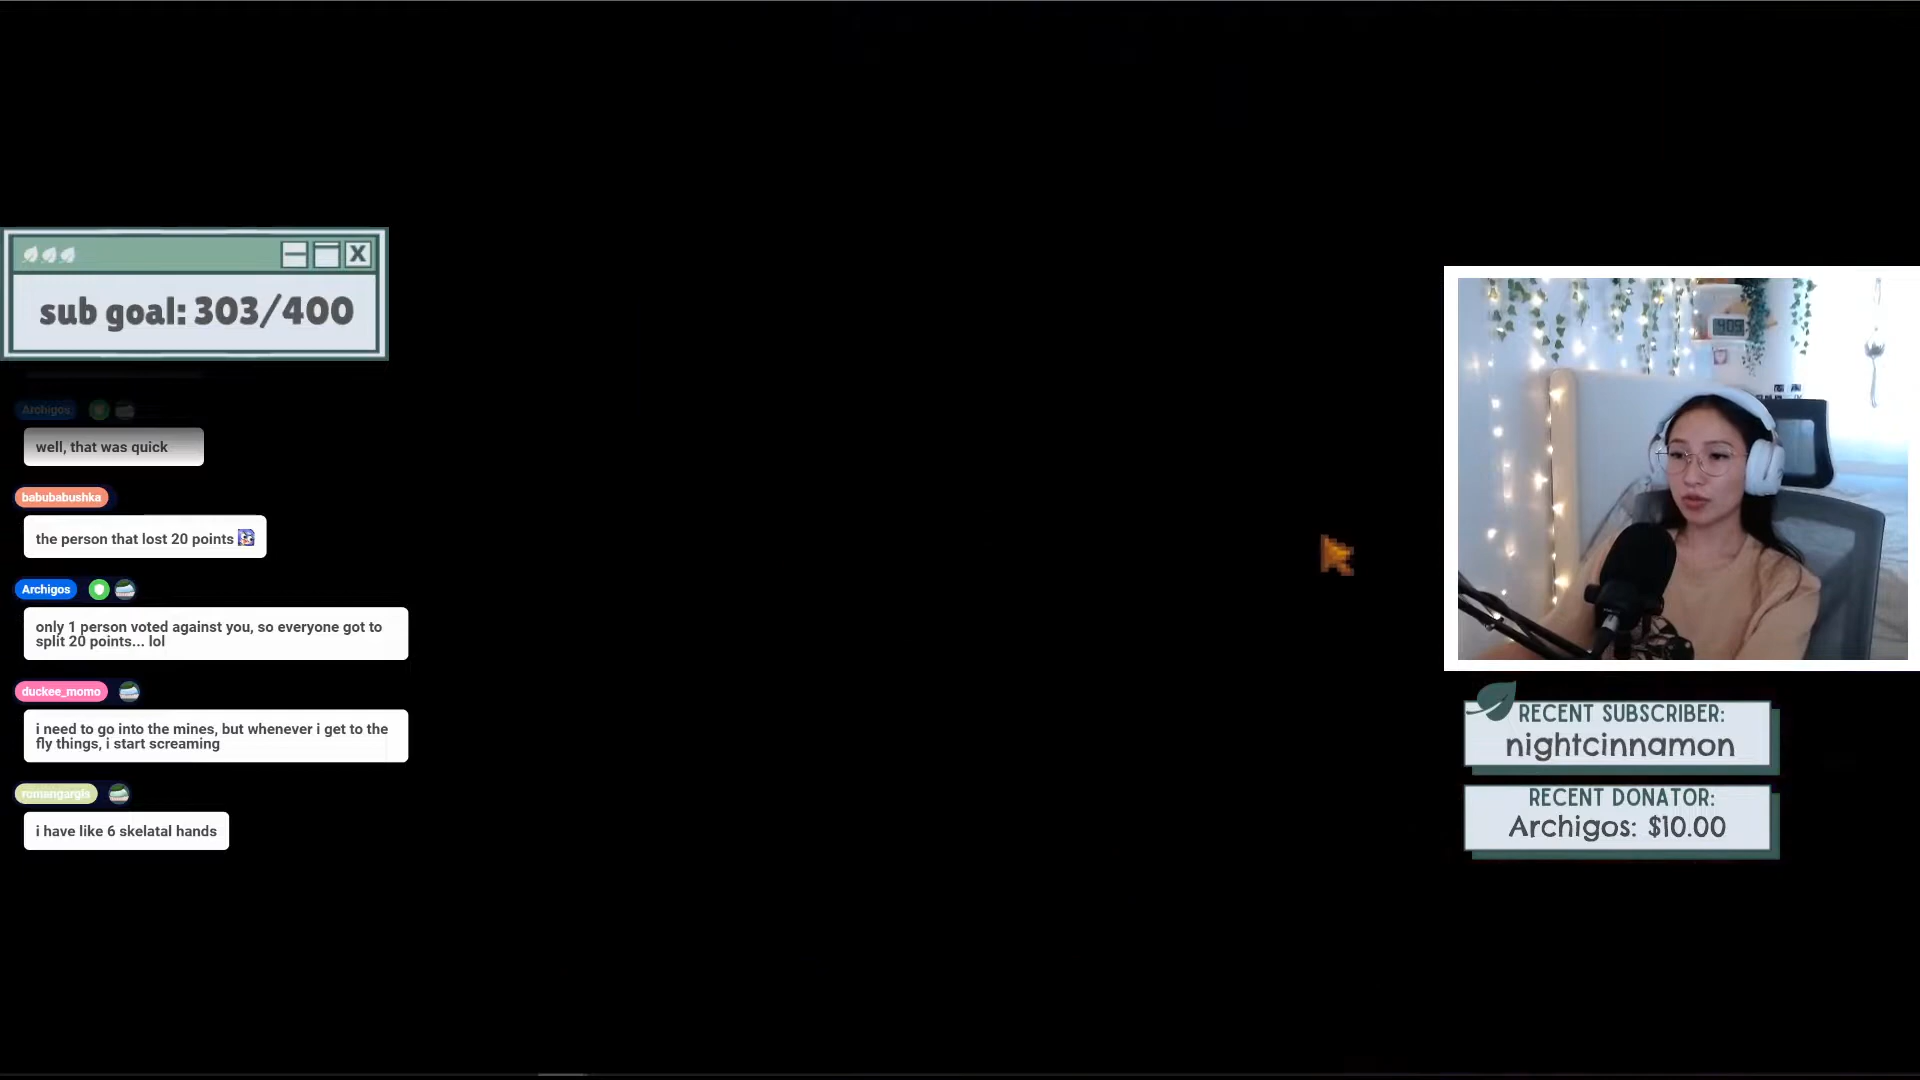 sub goal: 303/400
Archigos
well, that was quick
babubabushka
the person that lost 20 points
Archigos
only 1 person voted against you, so everyone got to
split 20 points... lol
duckee_momo
i need to go into the mines, but whenever i get to the
fly things, i start screaming
romangargis
i have like 6 skelatal hands
4:09
RECENT SUBSCRIBER:
nightcinnamon
RECENT DONATOR:
Archigos: $10.00